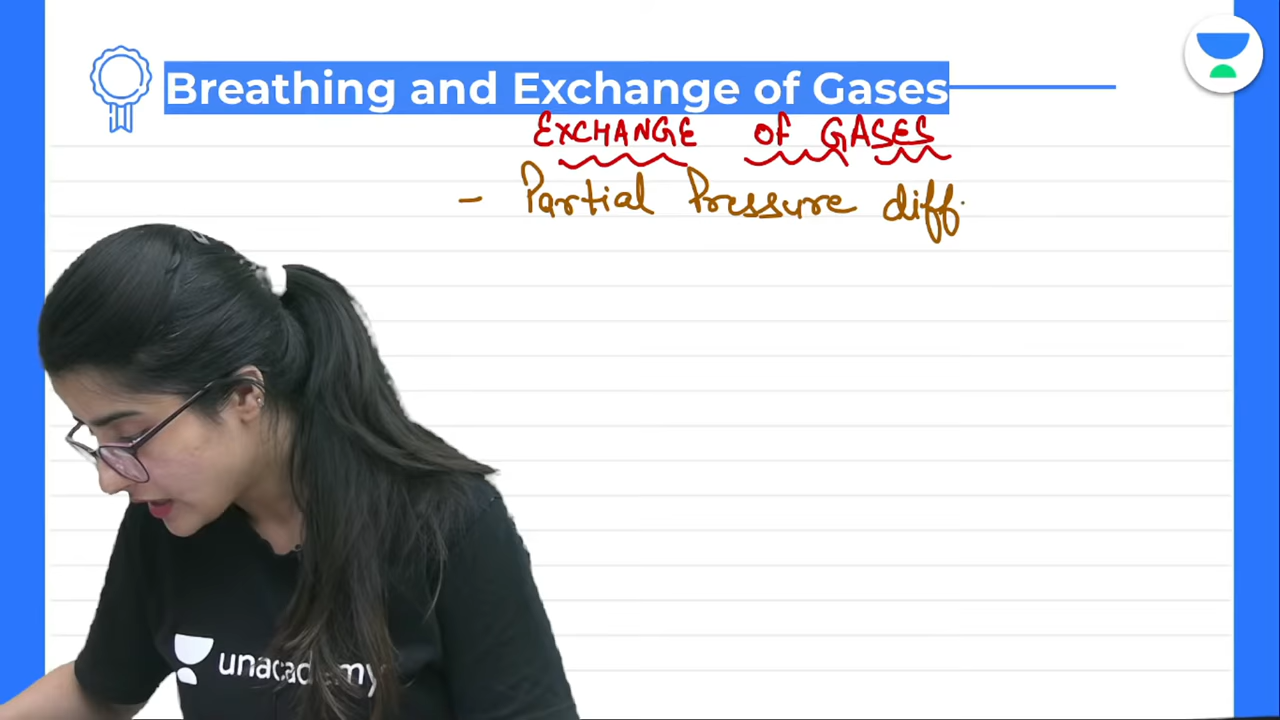 Breathing and Exchange of Gases
EXCHANGE Of GASES
- Partial Pressure diff.
unacademy